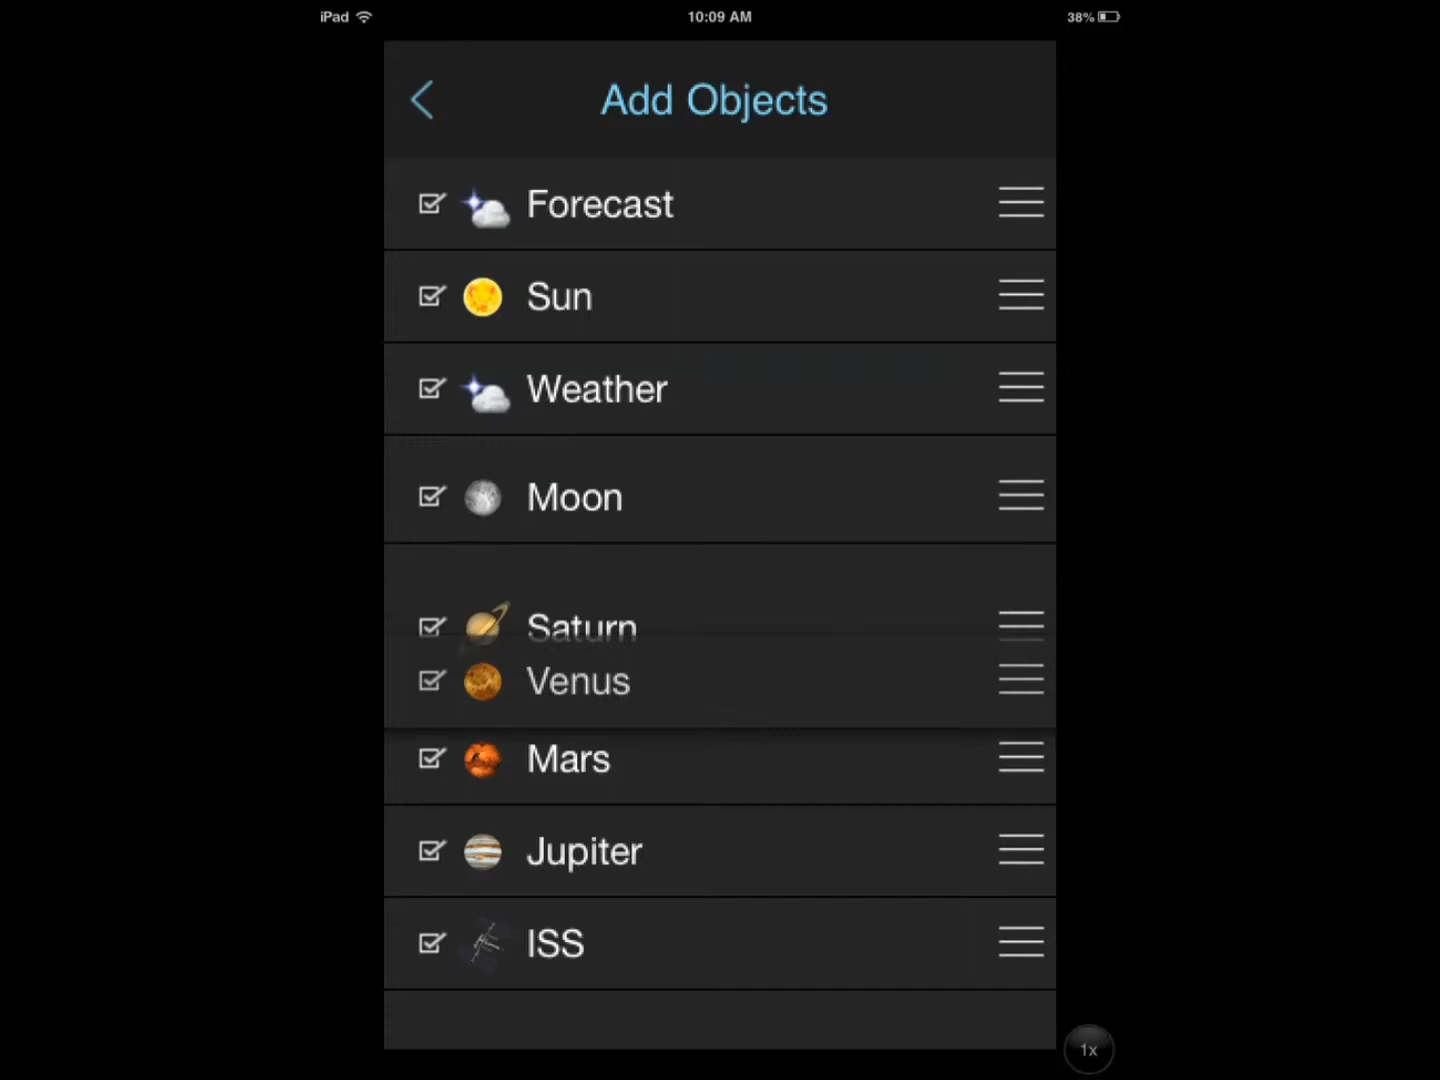 iPad 10:09 AM 38%
Add Objects
Forecast
Sun
Weather
Moon
Saturn
Venus
Mars
Jupiter
ISS
1x